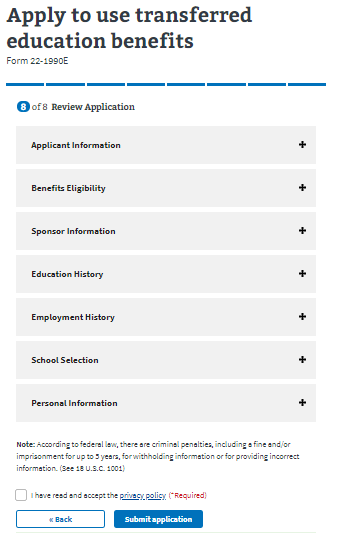 Apply to use transferred
education benefits
Form 22-1990E
8 of 8 Review Application
Applicant Information
Benefits Eligibility
Sponsor Information
Education History
Employment History
School Selection
Personal Information
Note: According to federal law, there are criminal penalties, including a fine and/or
imprisonment for up to 5 years, for withholding information or for providing incorrect
information. (See 18 U.S.C. 1001)
I have read and accept the privacy policy (*Required)
« Back
Submit application